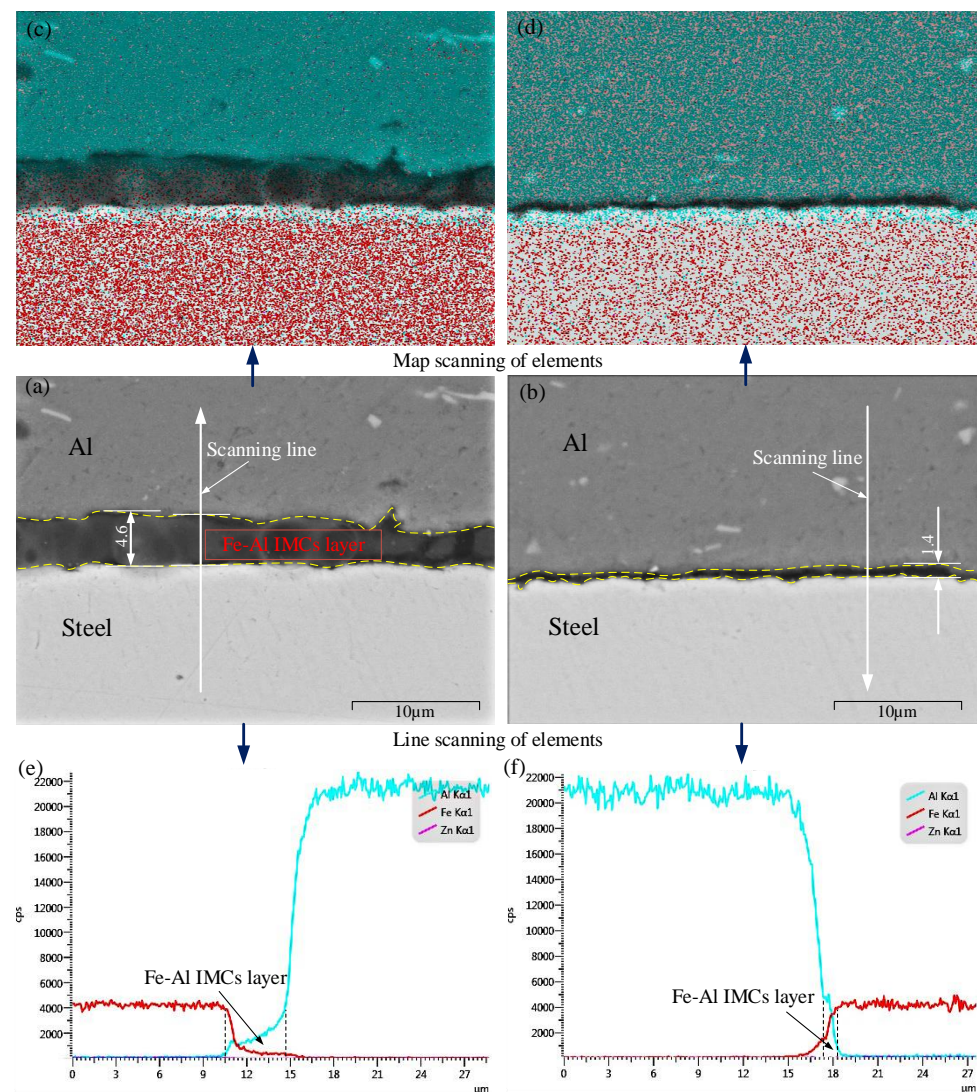 (c)
(d)
Map scanning of elements
(a)
(b)
Al
Scanning line
4.6
Fe-Al IMCs layer
Steel
10μm
Al
Scanning line
1.4
Steel
10μm
Line scanning of elements
(e)
(f)
22000
20000
18000
16000
14000
12000
10000
8000
6000
4000
2000
cps
Al Kα1
Fe Kα1
Zn Kα1
Fe-Al IMCs layer
0 3 6 9 12 15 18 21 24 27
μm
22000
20000
18000
16000
14000
12000
10000
8000
6000
4000
2000
cps
Al Kα1
Fe Kα1
Zn Kα1
Fe-Al IMCs layer
0 3 6 9 12 15 18 21 24 27
μm